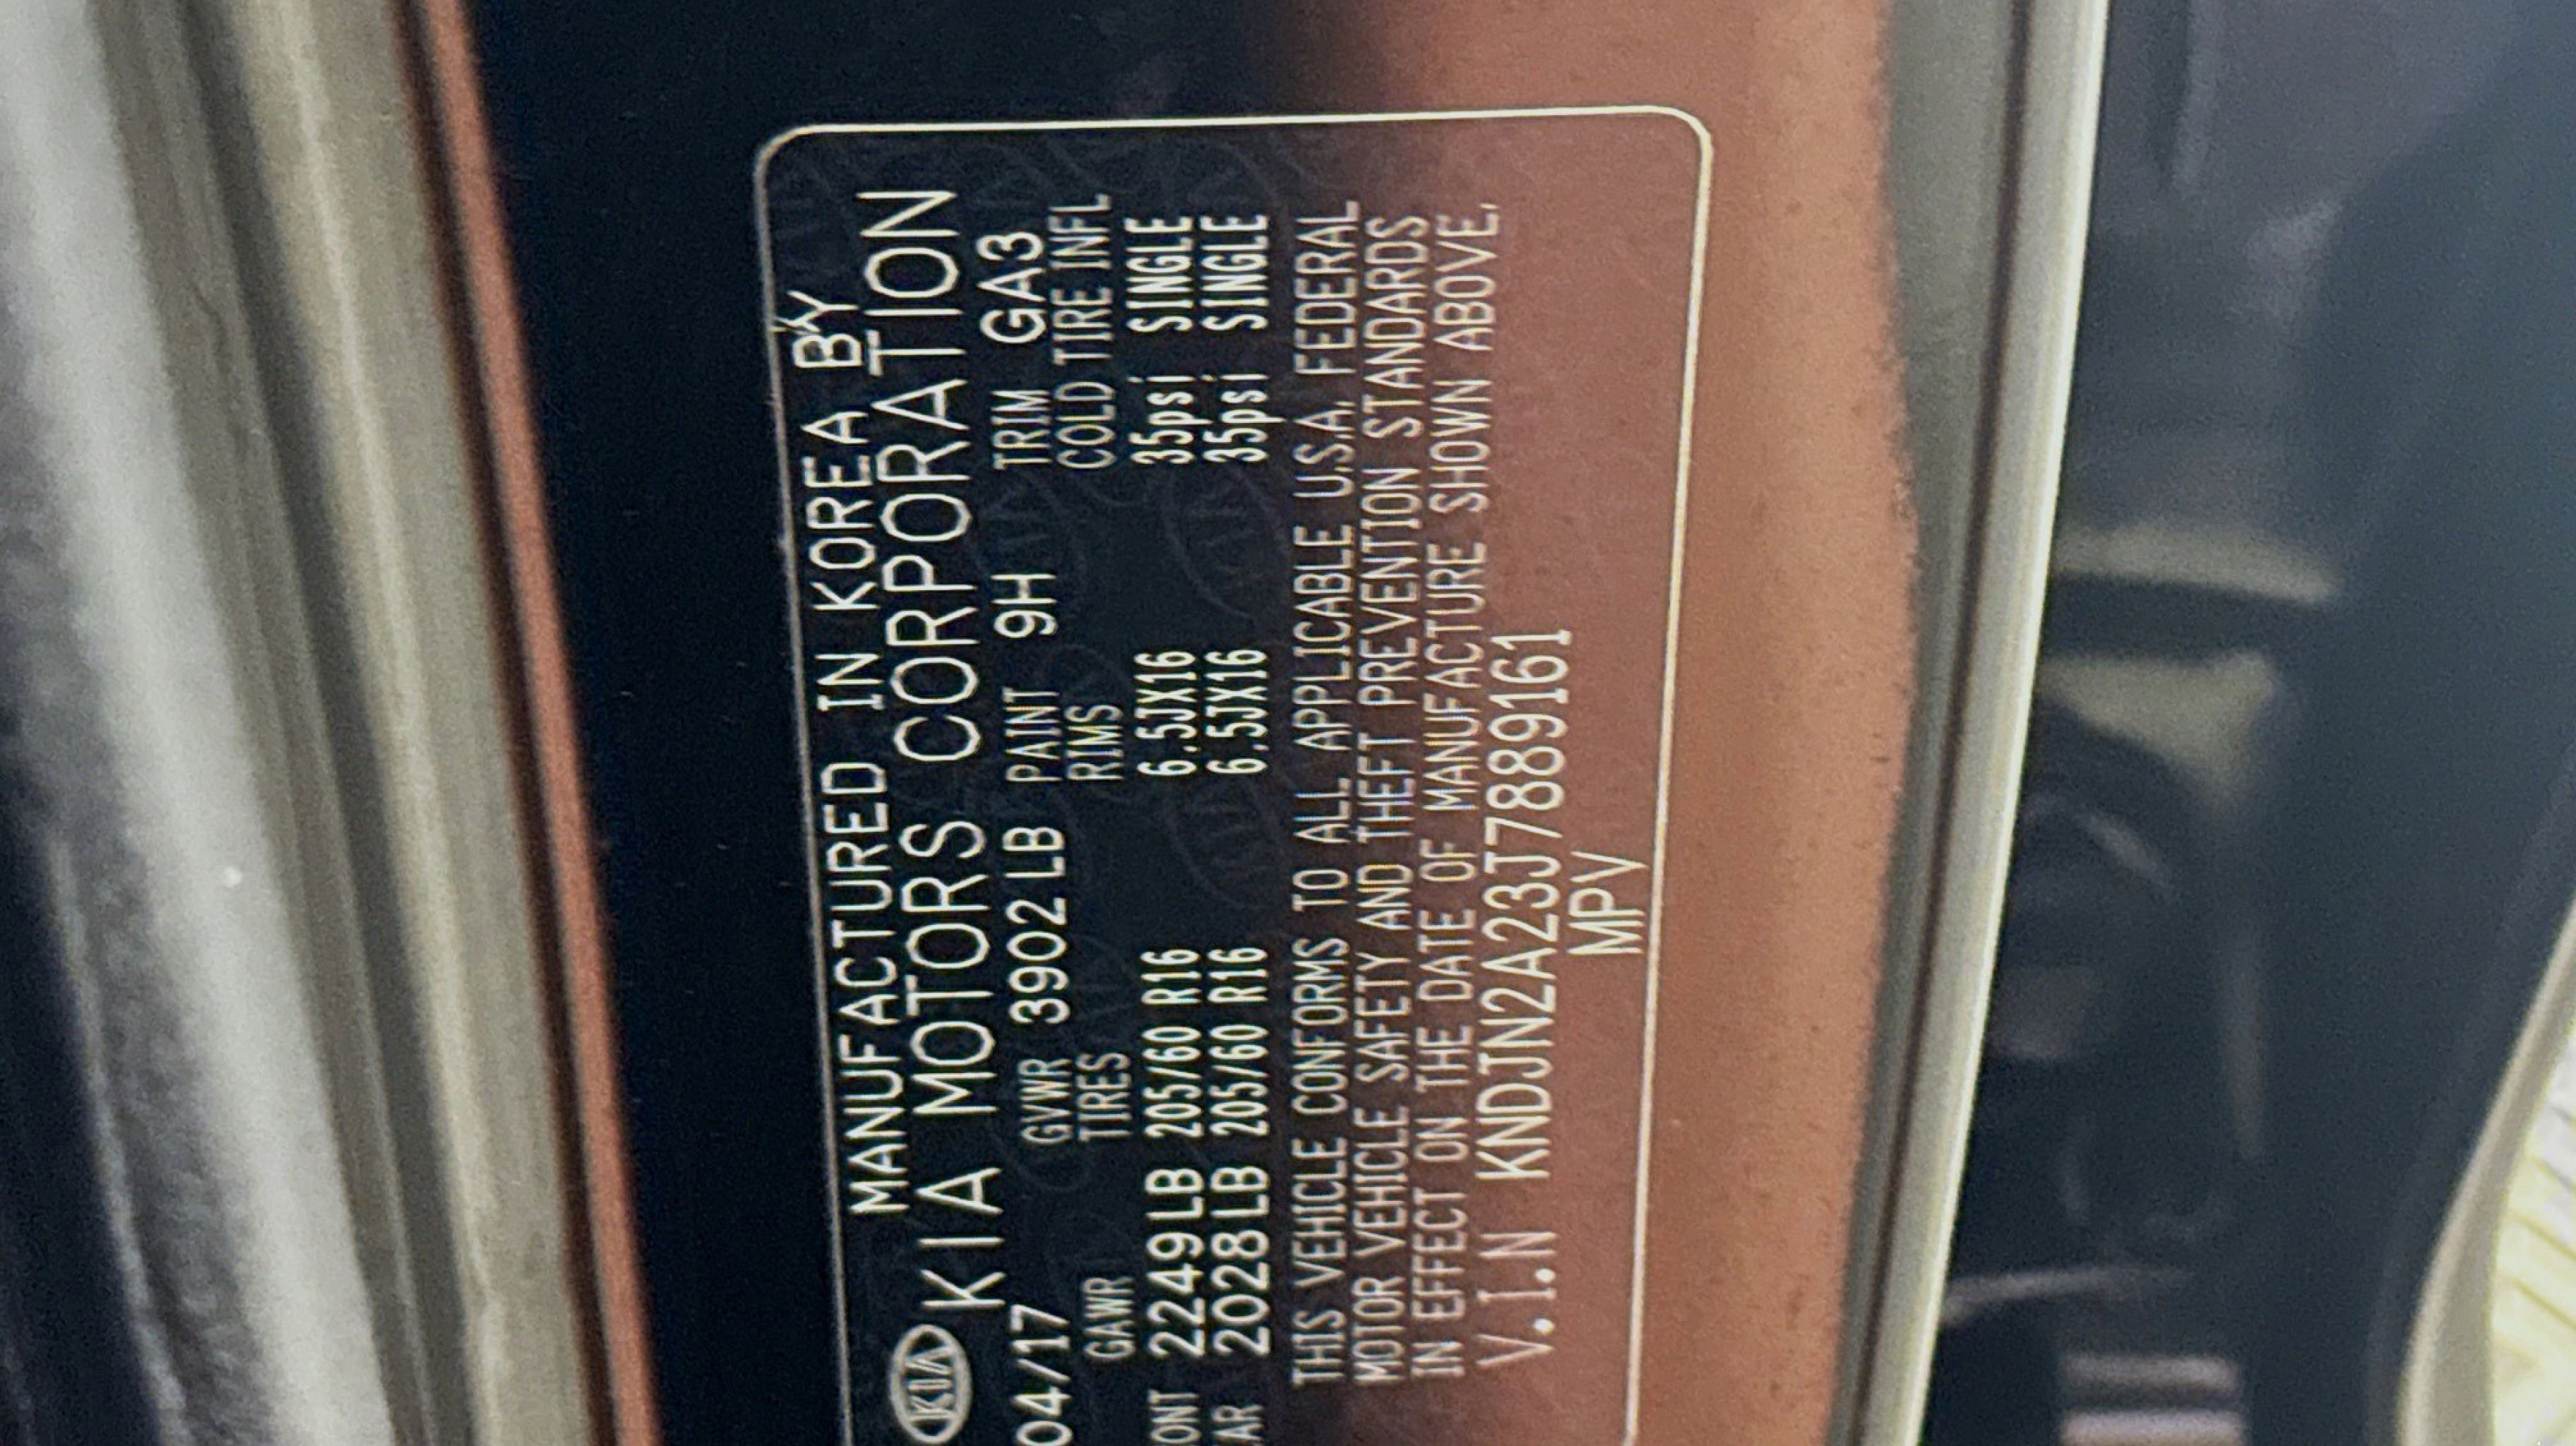 MANUFACTURED IN KOREA BY
KIA KIA MOTORS CORPORATION
04/17 GVWR 3902LB PAINT 9H TRIM GA3
GAWR TIRES RIMS COLD TIRE INFL
ONT 2249LB 205/60 R16 6.5JX16 35psi SINGLE
AR 2028LB 205/60 R16 6.5JX16 35psi SINGLE
THIS VEHICLE CONFORMS TO ALL APPLICABLE U.S.A. FEDERAL
MOTOR VEHICLE SAFETY AND THEFT PREVENTION STANDARDS
IN EFFECT ON THE DATE OF MANUFACTURE SHOWN ABOVE.
V.I.N KNDJN2A23J7889161
MPV